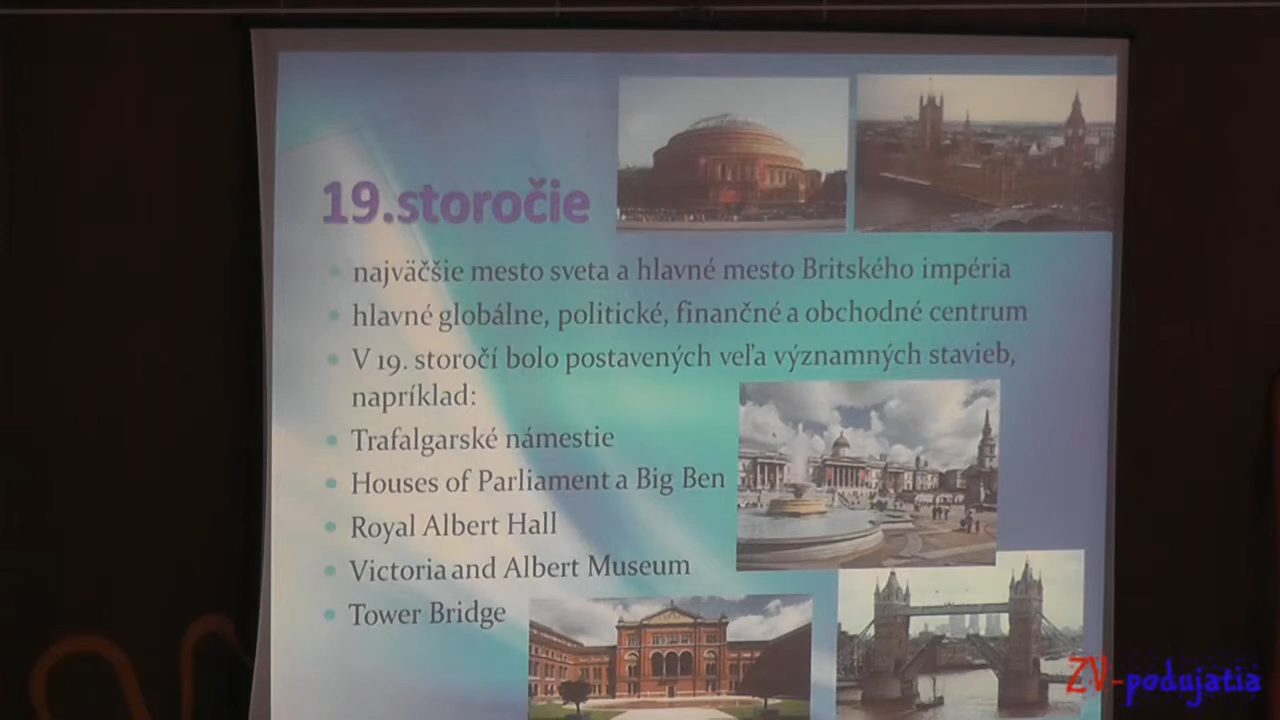 19.storočie
najväčšie mesto sveta a hlavné mesto Britského impéria
hlavné globálne, politické, finančné a obchodné centrum
V 19. storočí bolo postavených veľa významných stavieb,
napríklad:
Trafalgarské námestie
Houses of Parliament a Big Ben
Royal Albert Hall
Victoria and Albert Museum
Tower Bridge
ZV-podujatia